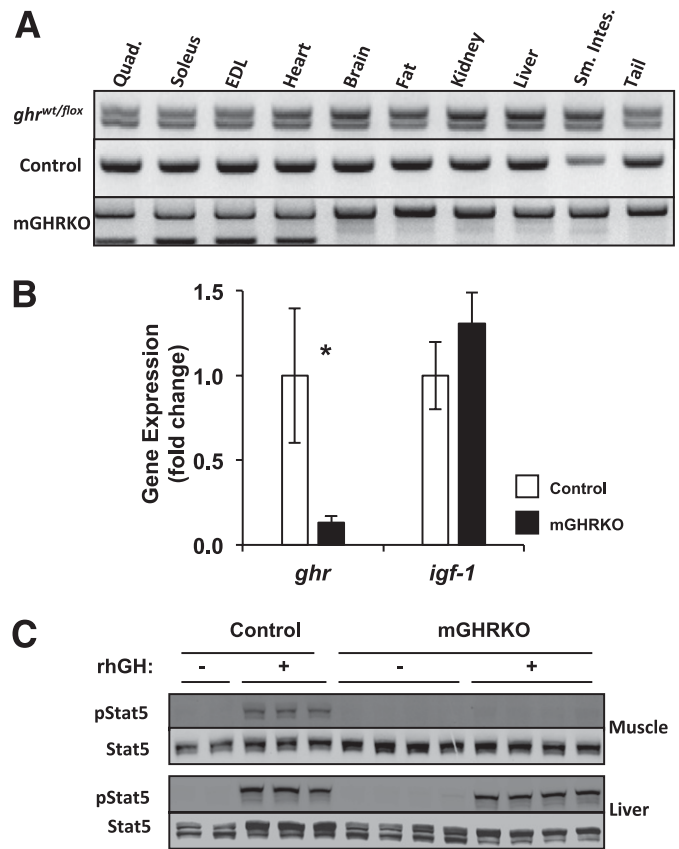 A
Quad. Soleus EDL Heart Brain Fat Kidney Liver Sm. Intes. Tail
ghrwt/flox
Control
mGHRKO
B
Gene Expression
(fold change)
1.5
1.0
0.5
0.0
*
ghr igf-1
Control
mGHRKO
C
Control mGHRKO
rhGH: - + - +
pStat5
Stat5
Muscle
pStat5
Stat5
Liver